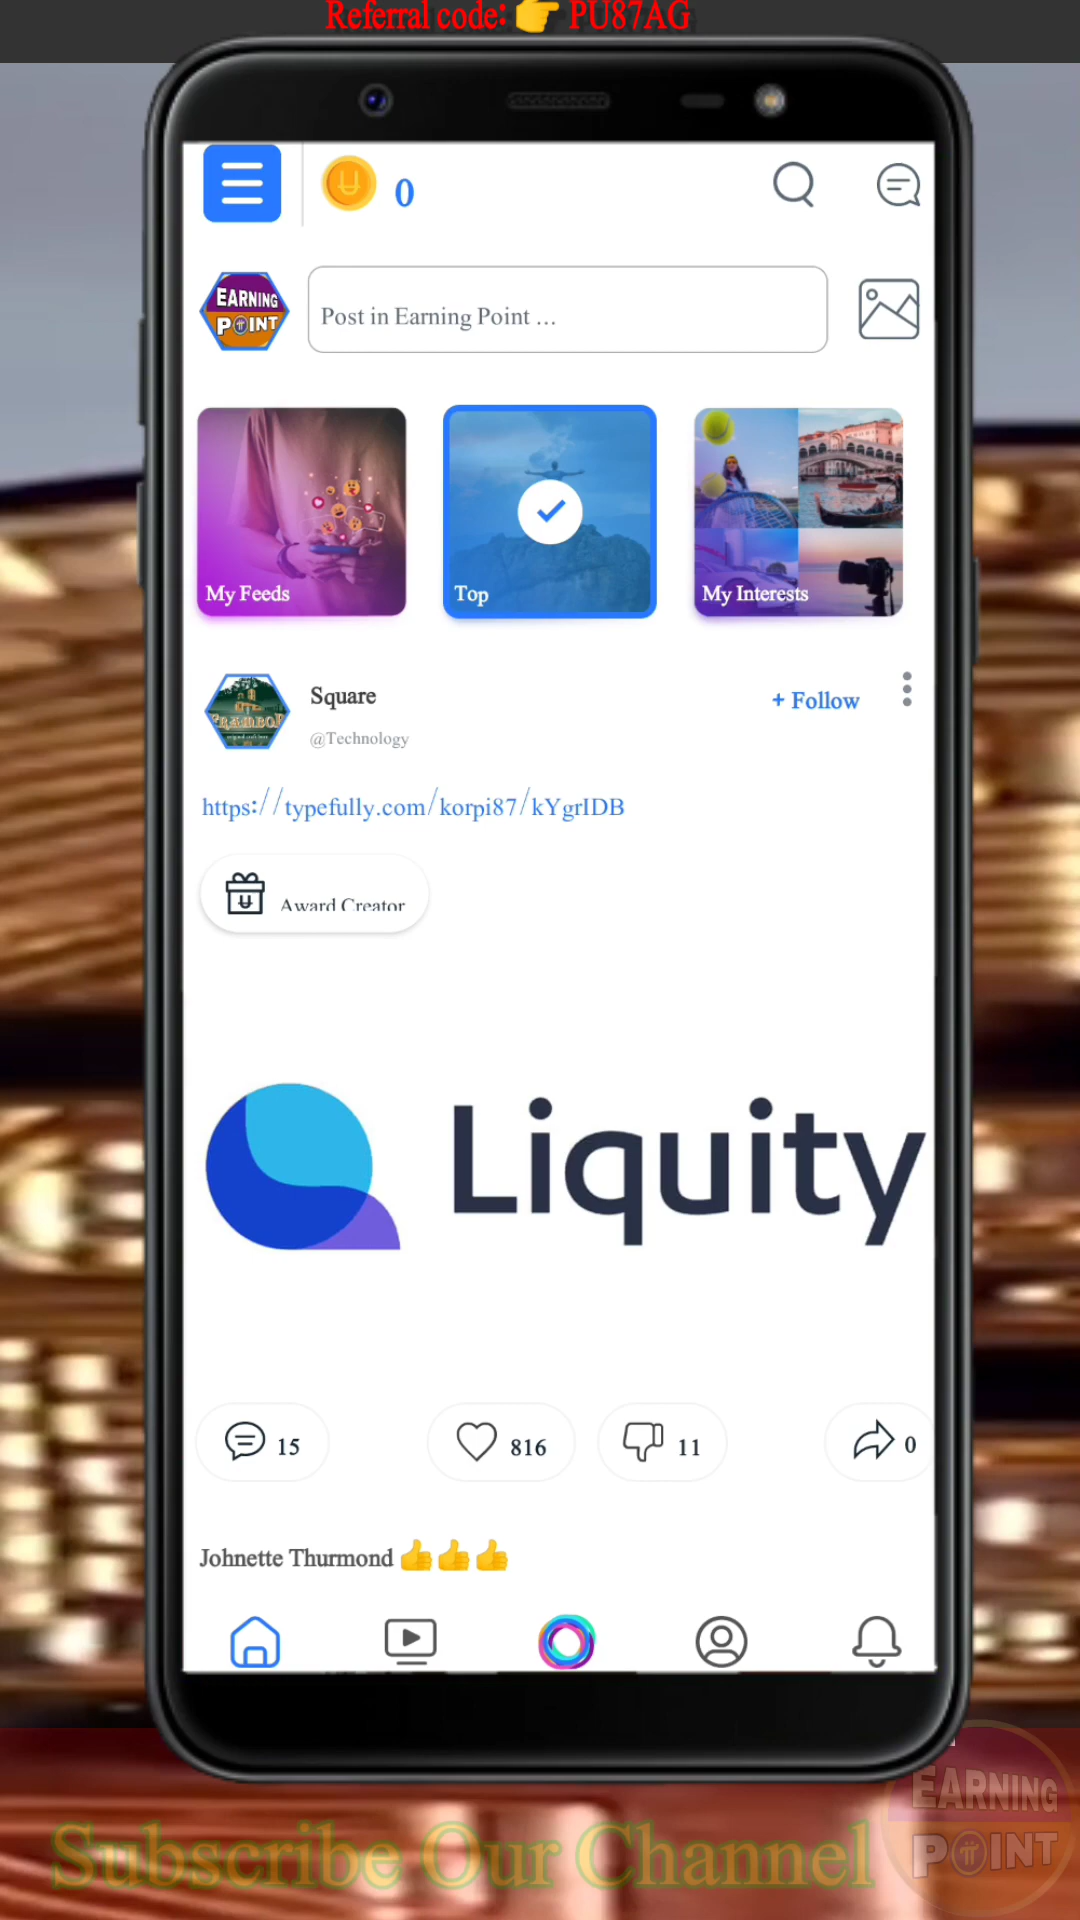 Referral code: 👉 PU87AG
0
EARNING
POINT
Post in Earning Point ...
My Feeds
Top
My Interests
Square
+ Follow
@Technology
https://typefully.com/korpi87/kYgrIDB
Award Creator
Liquity
15
816
11
0
Johnette Thurmond 👍👍👍
EARNING
POINT
Subscribe Our Channel